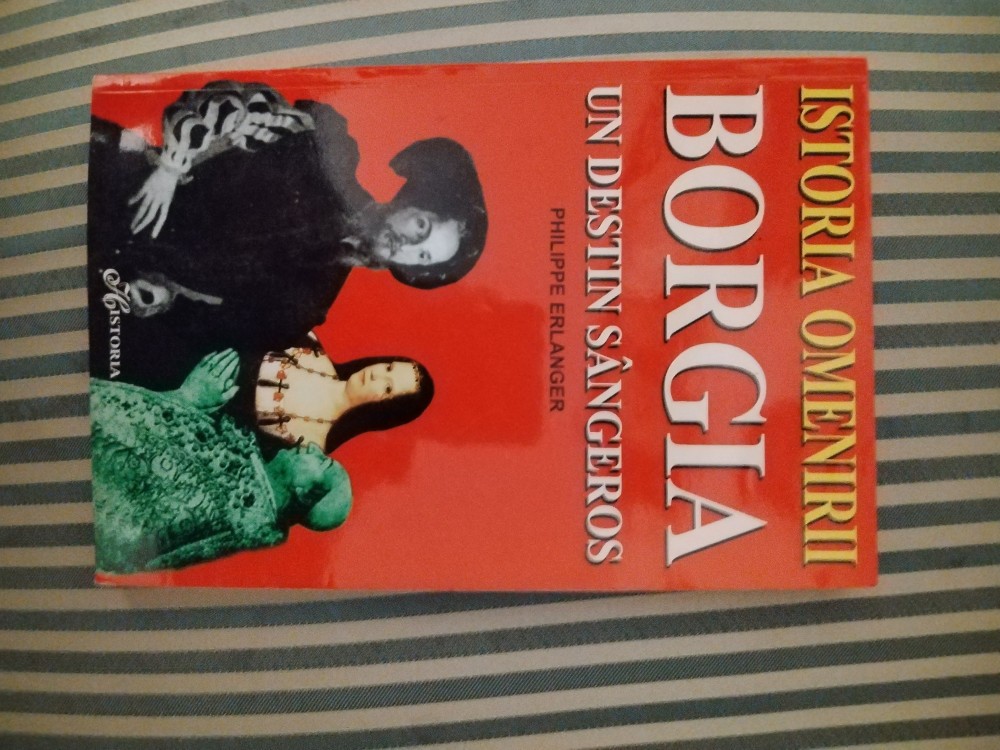 ISTORIA OMENIRII
BORGIA
UN DESTIN SÂNGEROS
PHILIPPE ERLANGER
HISTORIA